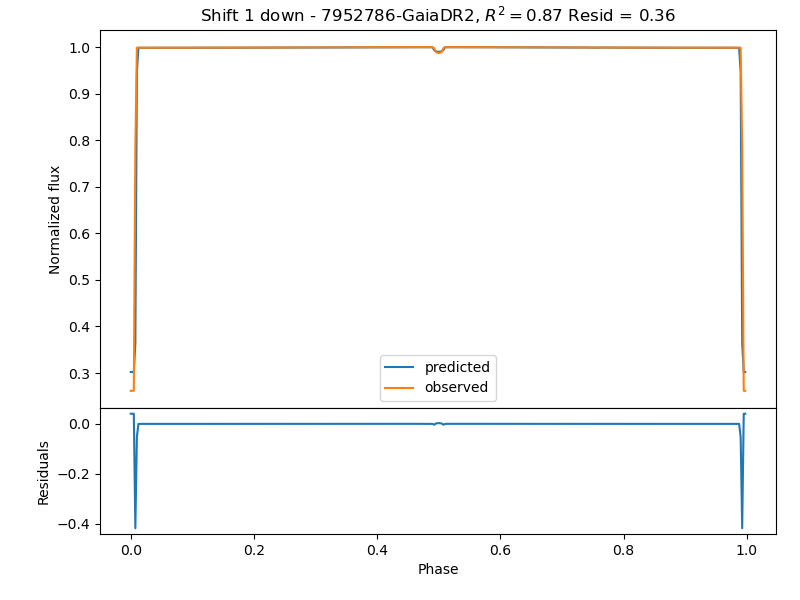 Shift 1 down - 7952786-GaiaDR2, R² = 0.87 Resid = 0.36
1.0
0.9
0.8
0.7
0.6
0.5
0.4
0.3
Normalized flux
predicted
observed
0.0
−0.2
−0.4
Residuals
0.0 0.2 0.4 0.6 0.8 1.0
Phase